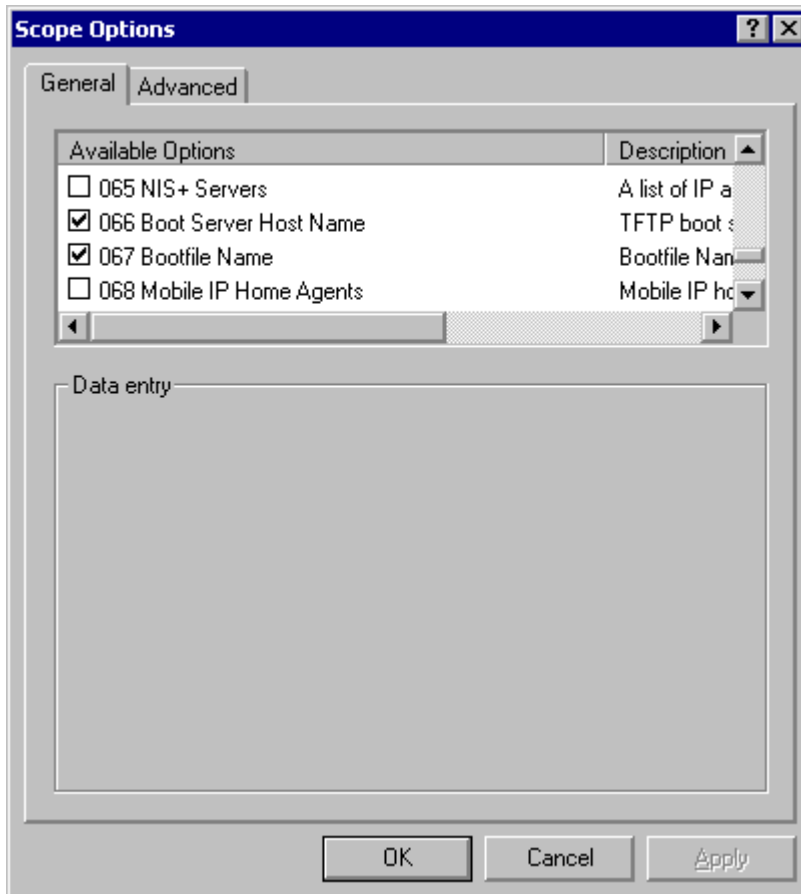 Scope Options
General Advanced
Available Options Description
065 NIS+ Servers A list of IP a
066 Boot Server Host Name TFTP boot s
067 Bootfile Name Bootfile Nan
068 Mobile IP Home Agents Mobile IP ho
Data entry
OK Cancel Apply